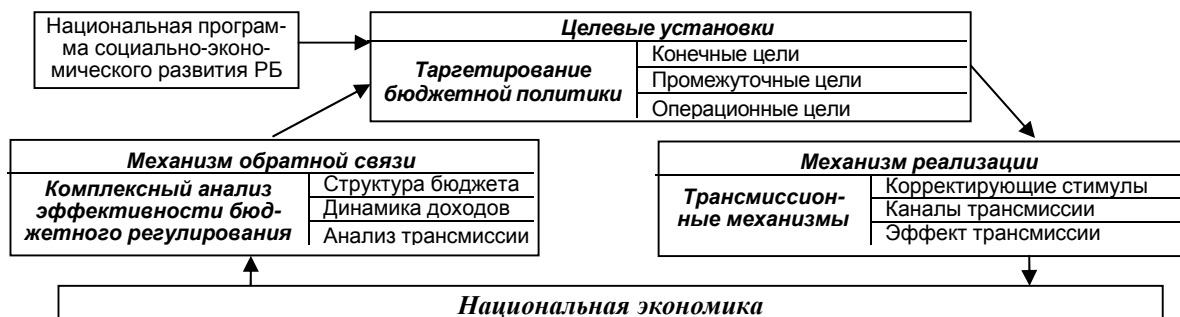 Национальная програм-
ма социально-эконо-
мического развития РБ
Целевые установки
Таргетирование
бюджетной политики
Конечные цели
Промежуточные цели
Операционные цели
Механизм обратной связи
Комплексный анализ
эффективности бюд-
жетного регулирования
Структура бюджета
Динамика доходов
Анализ трансмиссии
Механизм реализации
Трансмиссион-
ные механизмы
Корректирующие стимулы
Каналы трансмиссии
Эффект трансмиссии
Национальная экономика